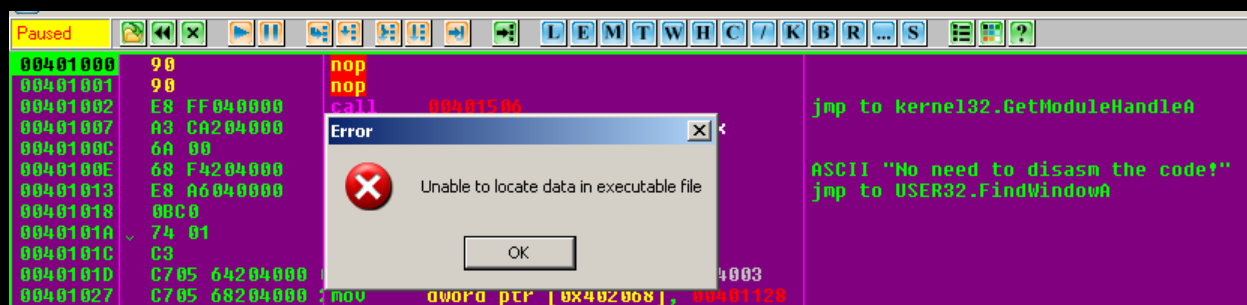 Paused L E M T W H C / K B R ... S ?
00401000 90 nop
00401001 90 nop
00401002 E8 FF040000 call 00401506 jmp to kernel32.GetModuleHandleA
00401007 A3 CA204000
0040100C 6A 00
0040100E 68 F4204000 ASCII "No need to disasm the code!"
00401013 E8 A6040000 jmp to USER32.FindWindowA
00401018 0BC0
0040101A 74 01
0040101C C3
0040101D C705 64204000 4003
00401027 C705 68204000 mov dword ptr [0x402068], 00401128
Error
Unable to locate data in executable file
OK